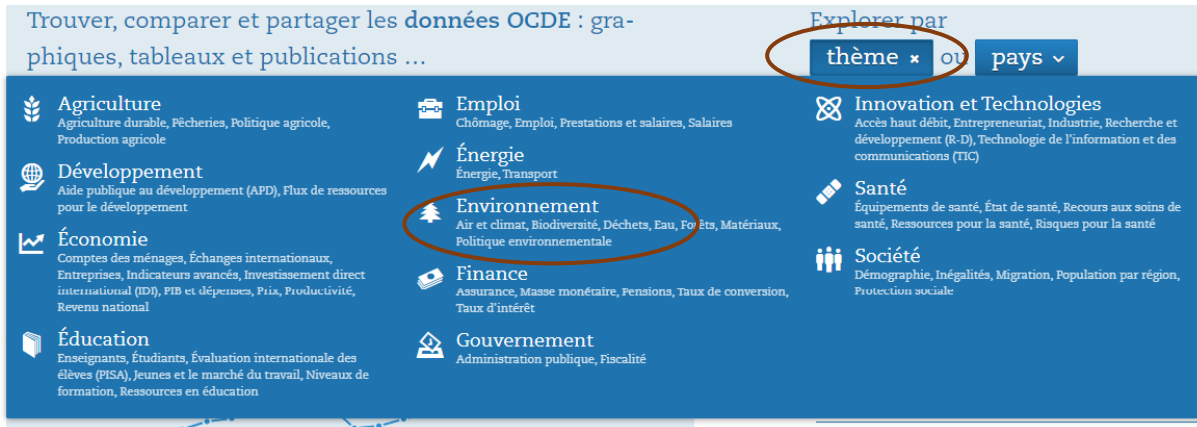 Trouver, comparer et partager les données OCDE : gra-
phiques, tableaux et publications ...
Explorer par
thème × ou pays
Agriculture
Agriculture durable, Pêcheries, Politique agricole,
Production agricole
Développement
Aide publique au développement (APD), Flux de ressources
pour le développement
Économie
Comptes des ménages, Échanges internationaux,
Entreprises, Indicateurs avancés, Investissement direct
international (IDI), PIB et dépenses, Prix, Productivité,
Revenu national
Éducation
Enseignants, Étudiants, Évaluation internationale des
élèves (PISA), Jeunes et le marché du travail, Niveaux de
formation, Ressources en éducation
Emploi
Chômage, Emploi, Prestations et salaires, Salaires
Énergie
Énergie, Transport
Environnement
Air et climat, Biodiversité, Déchets, Eau, Forêts, Matériaux,
Politique environnementale
Finance
Assurance, Masse monétaire, Pensions, Taux de conversion,
Taux d'intérêt
Gouvernement
Administration publique, Fiscalité
Innovation et Technologies
Accès haut débit, Entrepreneuriat, Industrie, Recherche et
développement (R-D), Technologie de l'information et des
communications (TIC)
Santé
Équipements de santé, État de santé, Recours aux soins de
santé, Ressources pour la santé, Risques pour la santé
Société
Démographie, Inégalités, Migration, Population par région,
Protection sociale